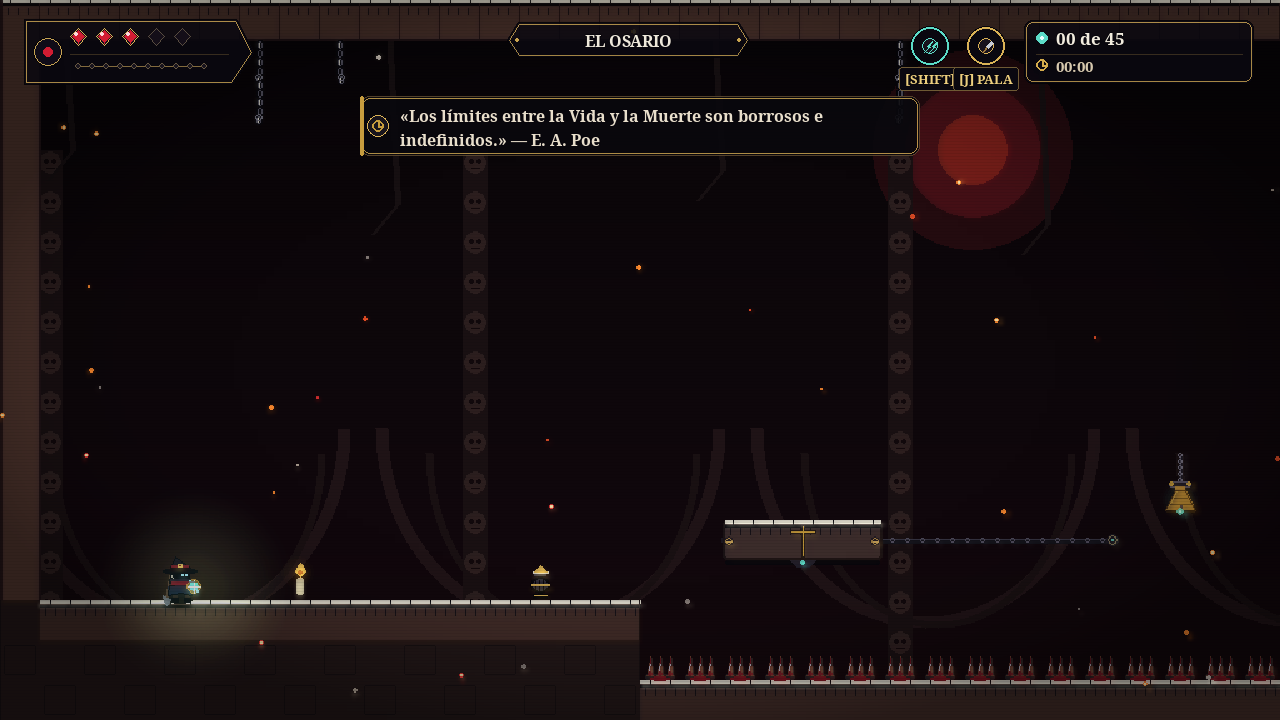 EL OSARIO
[SHIFT]
[J] PALA
00 de 45
00:00
«Los límites entre la Vida y la Muerte son borrosos e
indefinidos.» — E. A. Poe